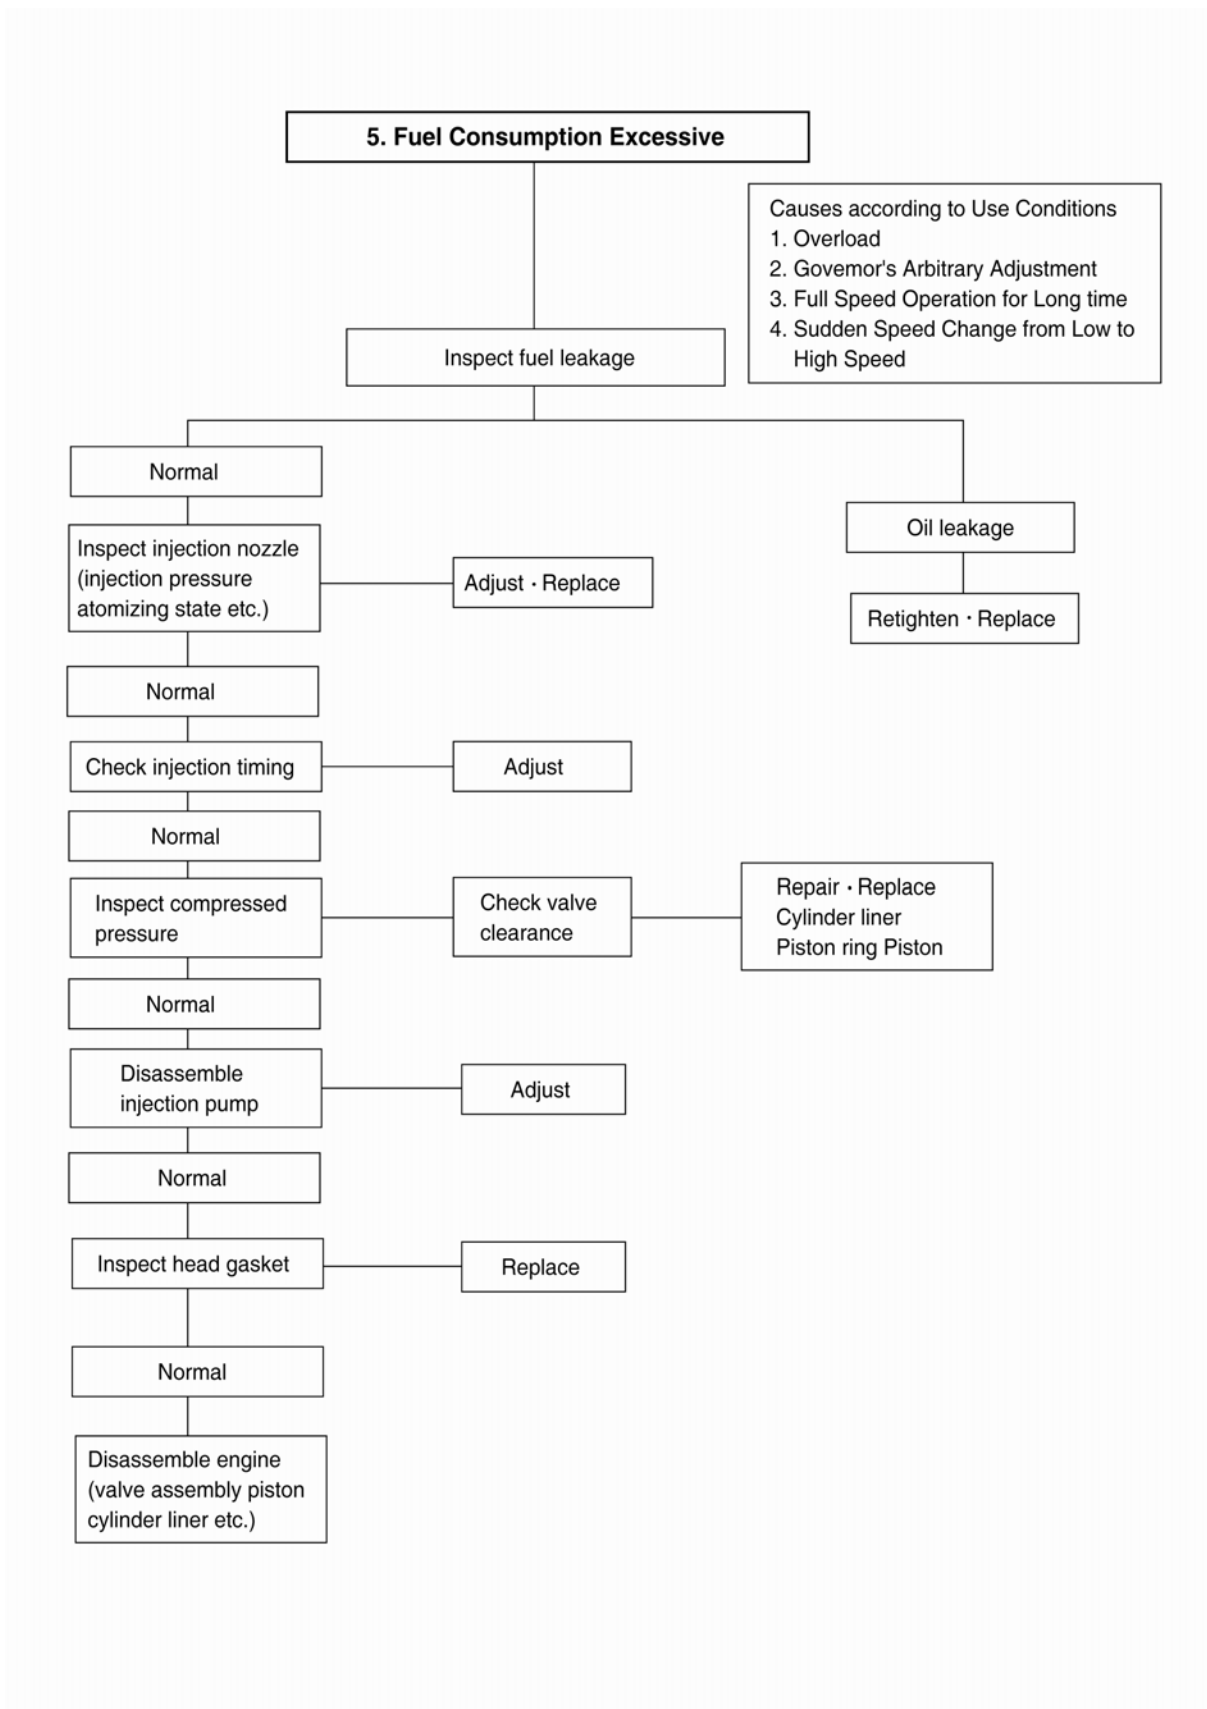 5. Fuel Consumption Excessive
Causes according to Use Conditions
1. Overload
2. Govemor's Arbitrary Adjustment
3. Full Speed Operation for Long time
4. Sudden Speed Change from Low to
High Speed
Inspect fuel leakage
Normal
Oil leakage
Inspect injection nozzle
(injection pressure
atomizing state etc.)
Adjust · Replace
Retighten · Replace
Normal
Check injection timing
Adjust
Normal
Inspect compressed
pressure
Check valve
clearance
Repair · Replace
Cylinder liner
Piston ring Piston
Normal
Disassemble
injection pump
Adjust
Normal
Inspect head gasket
Replace
Normal
Disassemble engine
(valve assembly piston
cylinder liner etc.)